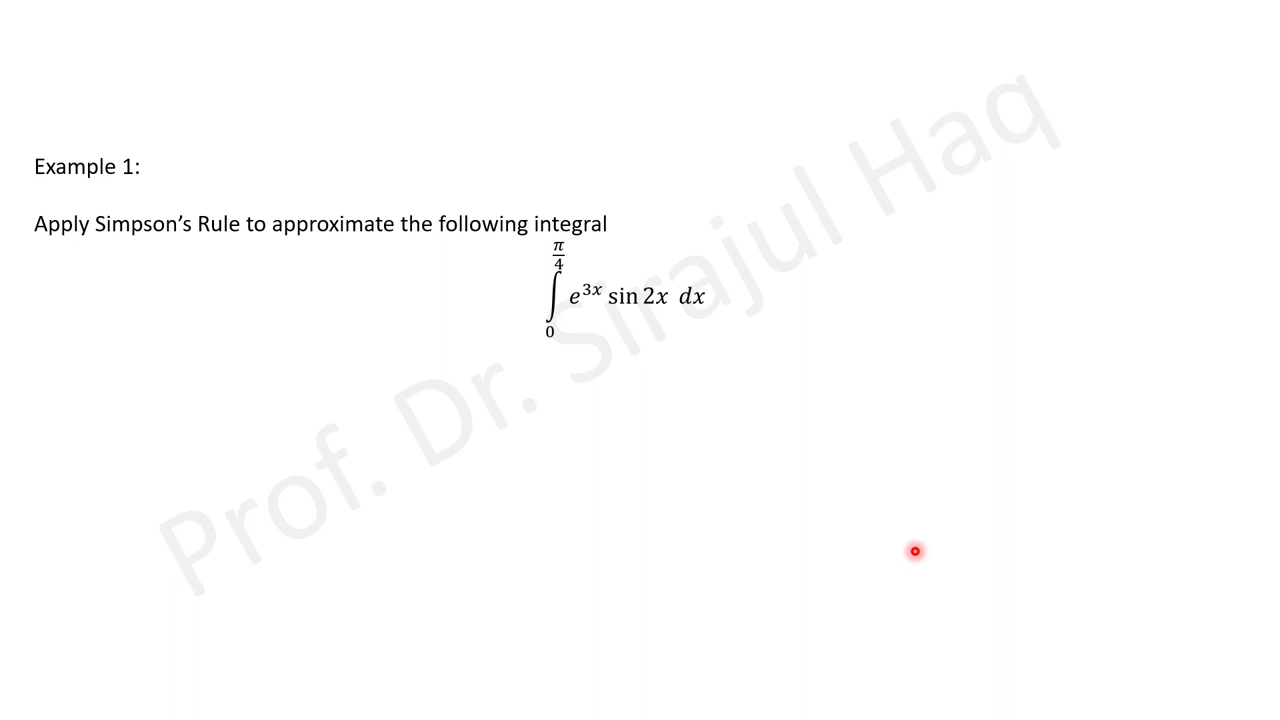 Example 1:
Apply Simpson’s Rule to approximate the following integral
π
4
∫ e^{3x} sin 2x dx
0
Prof. Dr. Sirajul Haq